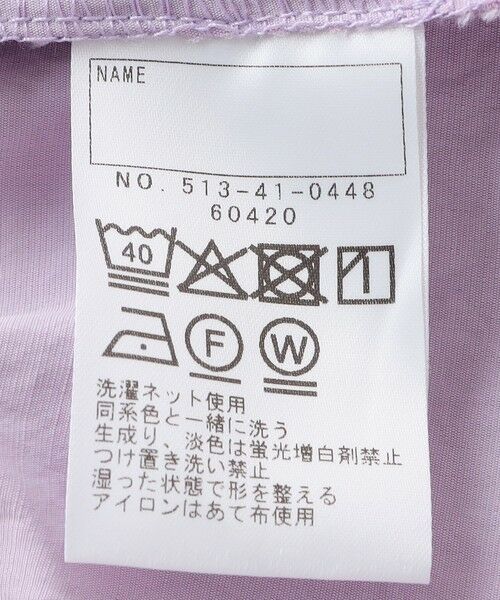 NAME
NO. 513-41-0448
60420
40
F
W
洗濯ネット使用
同系色と一緒に洗う
生成り、淡色は蛍光増白剤禁止
つけ置き洗い禁止
湿った状態で形を整える
アイロンはあて布使用